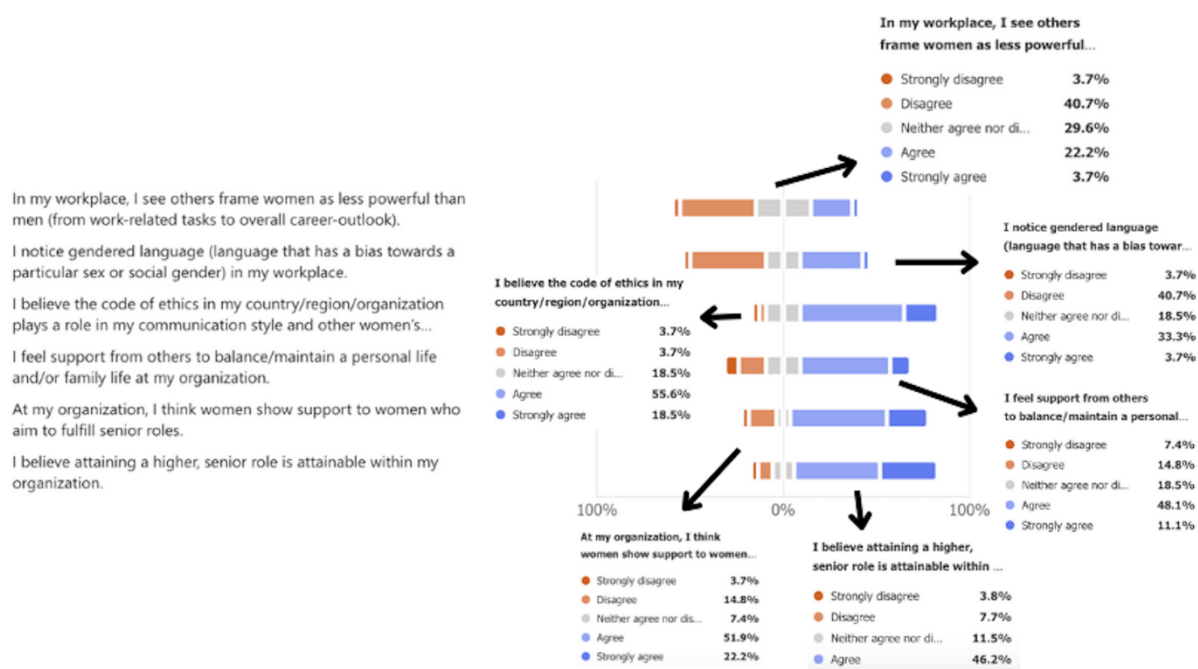 In my workplace, I see others frame women as less powerful than
men (from work-related tasks to overall career-outlook).
I notice gendered language (language that has a bias towards a
particular sex or social gender) in my workplace.
I believe the code of ethics in my country/region/organization
plays a role in my communication style and other women's...
I feel support from others to balance/maintain a personal life
and/or family life at my organization.
At my organization, I think women show support to women who
aim to fulfill senior roles.
I believe attaining a higher, senior role is attainable within my
organization.
In my workplace, I see others
frame women as less powerful...
Strongly disagree 3.7%
Disagree 40.7%
Neither agree nor di... 29.6%
Agree 22.2%
Strongly agree 3.7%
I notice gendered language
(language that has a bias towar...
Strongly disagree 3.7%
Disagree 40.7%
Neither agree nor di... 18.5%
Agree 33.3%
Strongly agree 3.7%
I believe the code of ethics in my
country/region/organization...
Strongly disagree 3.7%
Disagree 3.7%
Neither agree nor di... 18.5%
Agree 55.6%
Strongly agree 18.5%
I feel support from others
to balance/maintain a personal...
Strongly disagree 7.4%
Disagree 14.8%
Neither agree nor di... 18.5%
Agree 48.1%
Strongly agree 11.1%
100% 0% 100%
At my organization, I think
women show support to women...
Strongly disagree 3.7%
Disagree 14.8%
Neither agree nor dis... 7.4%
Agree 51.9%
Strongly agree 22.2%
I believe attaining a higher,
senior role is attainable within ...
Strongly disagree 3.8%
Disagree 7.7%
Neither agree nor di... 11.5%
Agree 46.2%